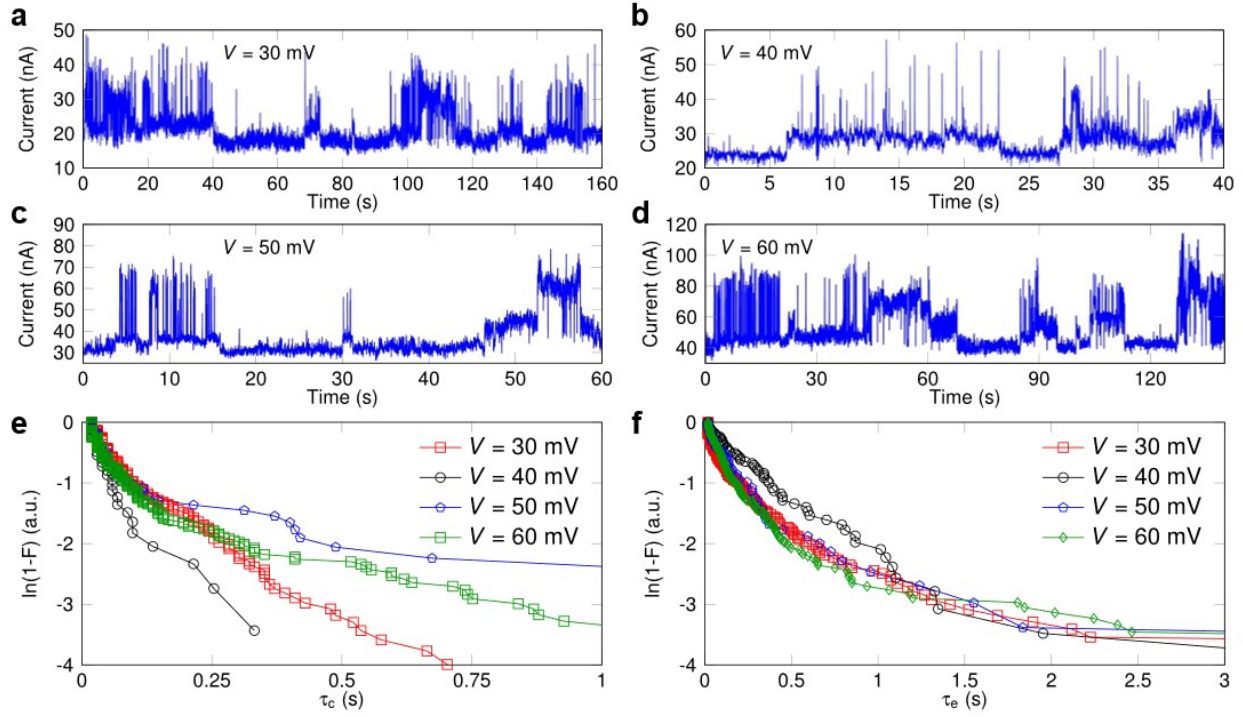 a
V = 30 mV
Current (nA)
50
40
30
20
10
0 20 40 60 80 100 120 140 160
Time (s)
b
V = 40 mV
Current (nA)
60
50
40
30
20
0 5 10 15 20 25 30 35 40
Time (s)
c
V = 50 mV
Current (nA)
90
80
70
60
50
40
30
0 10 20 30 40 50 60
Time (s)
d
V = 60 mV
Current (nA)
120
100
80
60
40
0 30 60 90 120
Time (s)
e
ln(1-F) (a.u.)
0
-1
-2
-3
-4
V = 30 mV
V = 40 mV
V = 50 mV
V = 60 mV
0 0.25 0.5 0.75 1
τc (s)
f
ln(1-F) (a.u.)
0
-1
-2
-3
-4
V = 30 mV
V = 40 mV
V = 50 mV
V = 60 mV
0 0.5 1 1.5 2 2.5 3
τe (s)